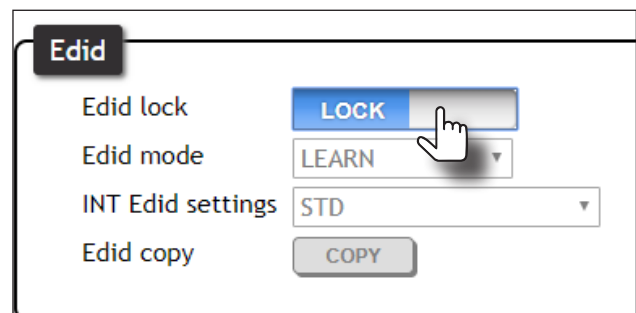 Edid
Edid lock LOCK
Edid mode LEARN
INT Edid settings STD
Edid copy COPY